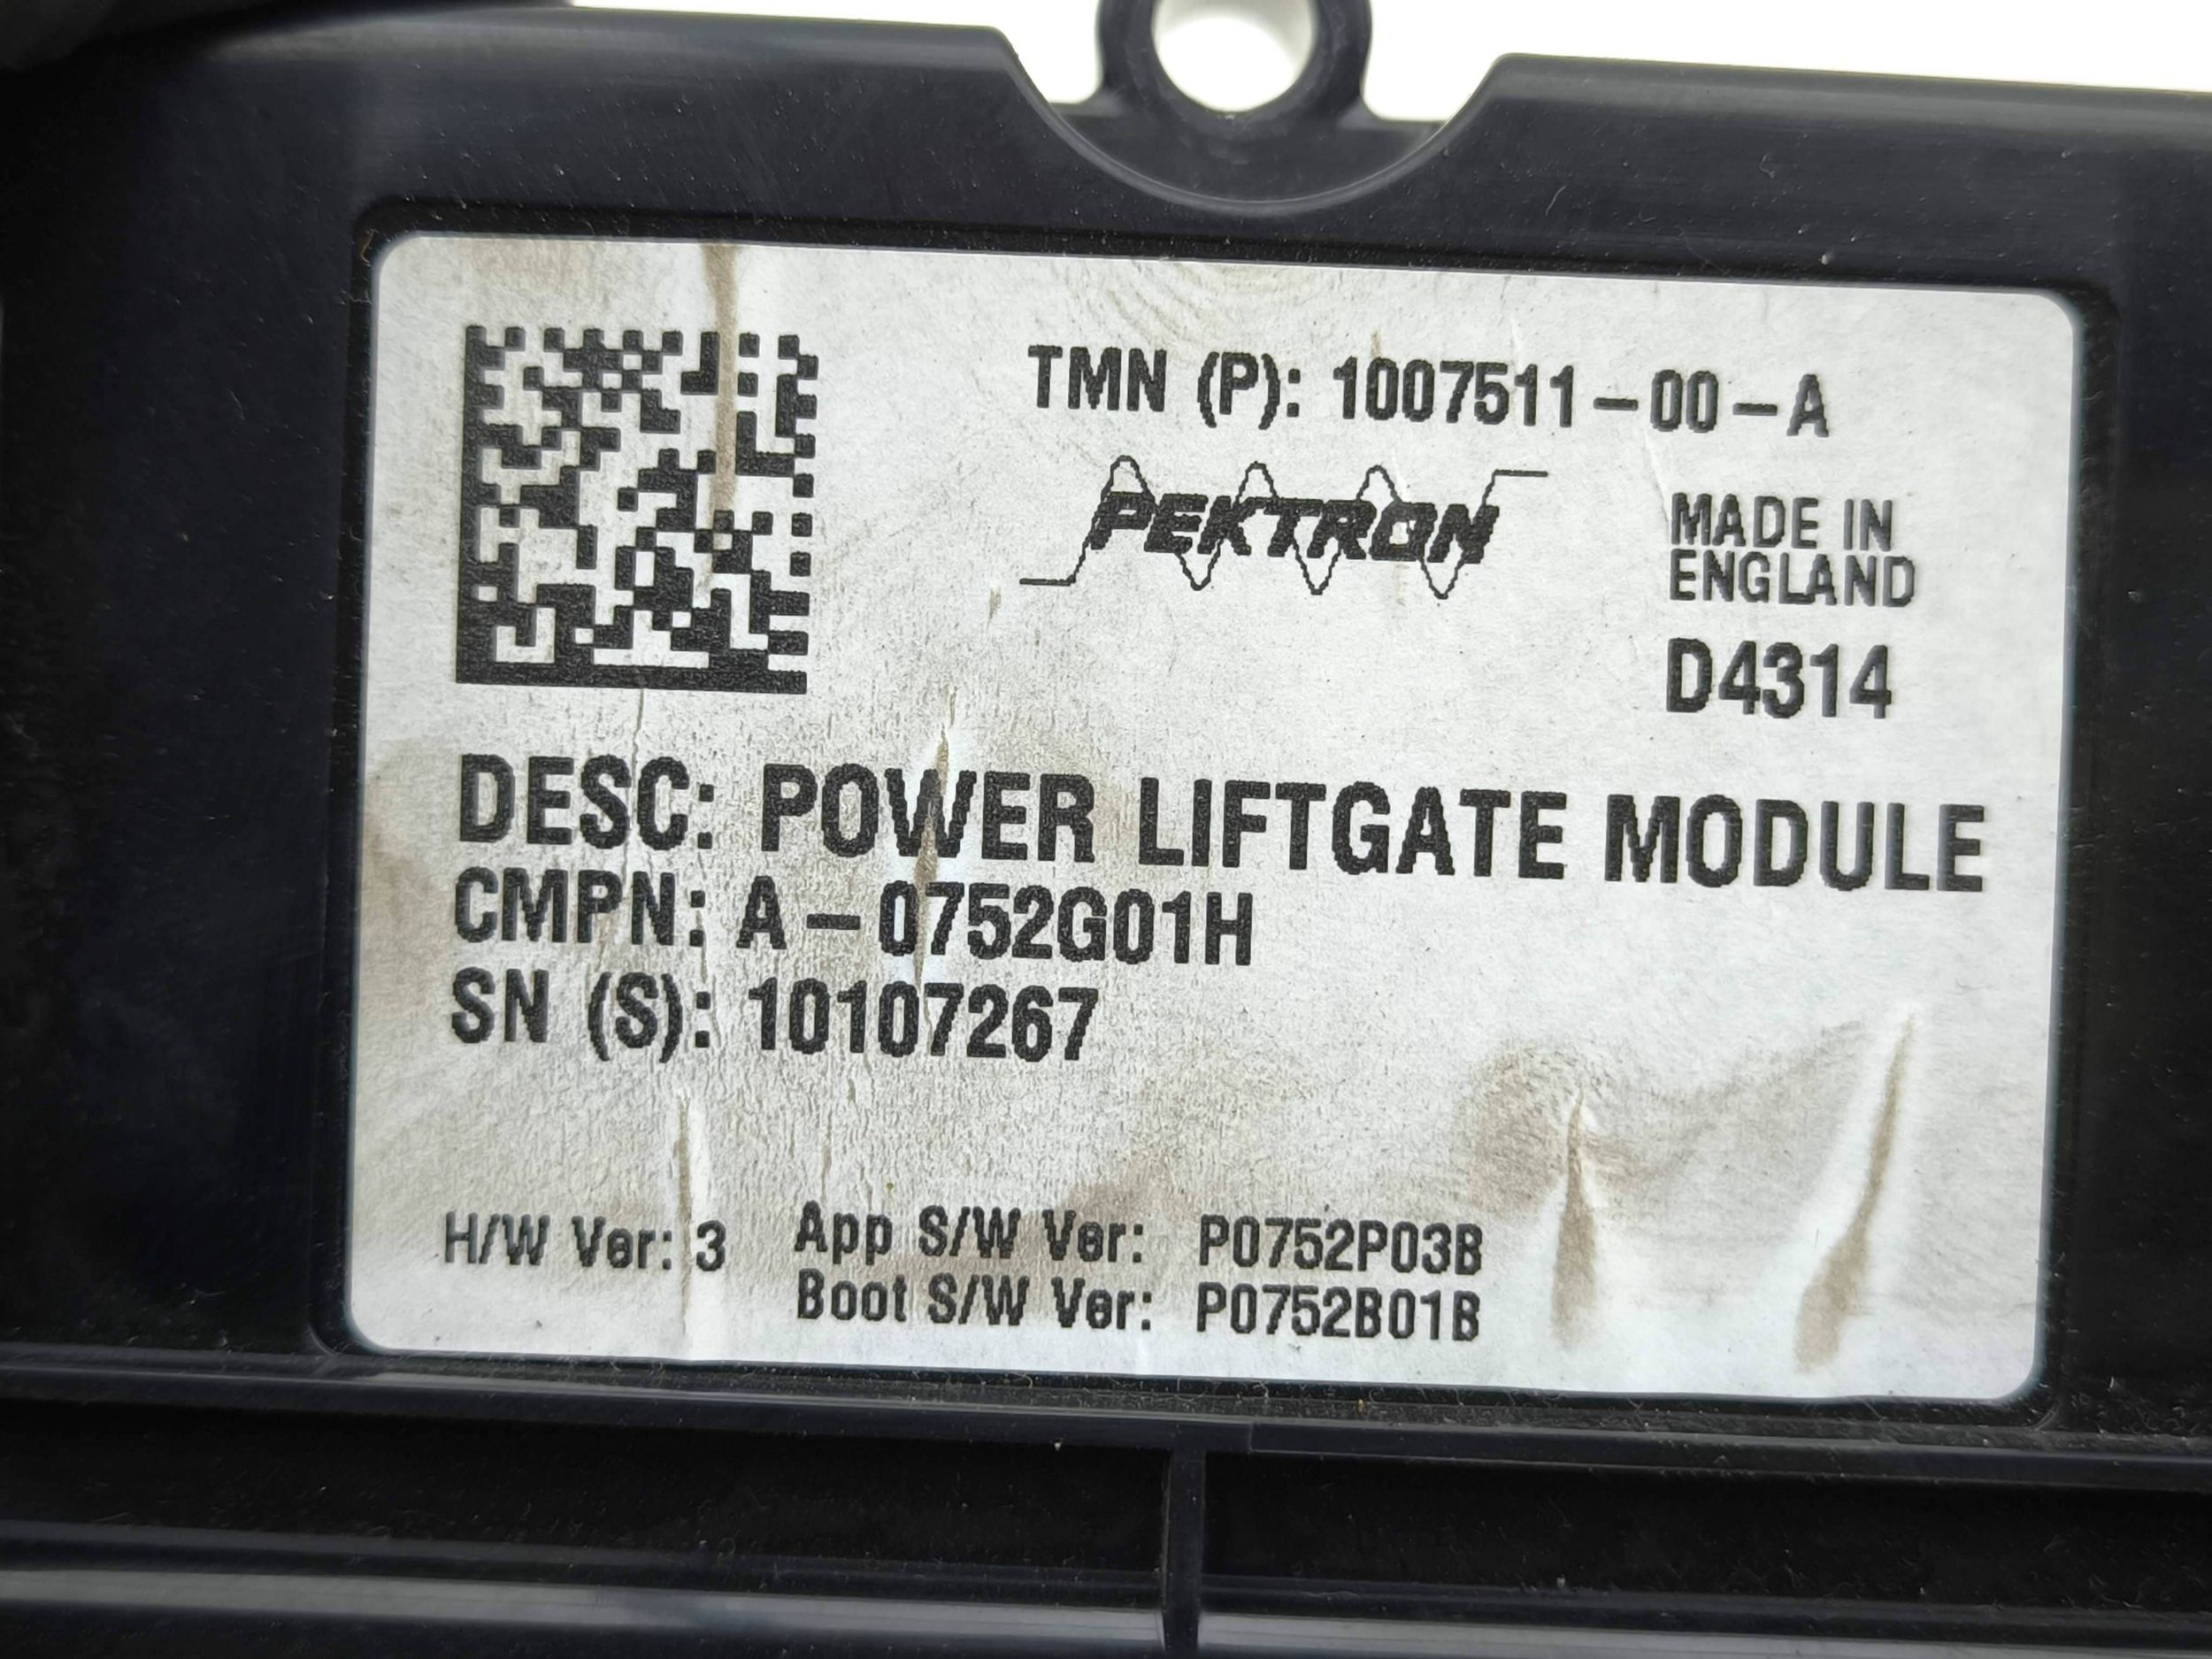 TMN (P): 1007511-00-A
PEKTRON
MADE IN
ENGLAND
D4314
DESC: POWER LIFTGATE MODULE
CMPN: A-0752G01H
SN (S): 10107267
H/W Ver: 3 App S/W Ver: P0752P03B
Boot S/W Ver: P0752B01B